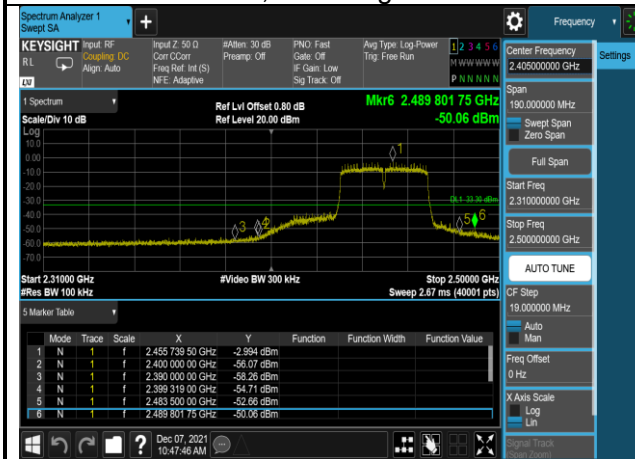 Spectrum Analyzer 1
Swept SA
+
Frequency
KEYSIGHT
RL
Input: RF
Coupling: DC
Align: Auto
Input Z: 50 Ω
Corr CCorr
Freq Ref: Int (S)
NFE: Adaptive
#Atten: 30 dB
Preamp: Off
PNO: Fast
Gate: Off
IF Gain: Low
Sig Track: Off
Avg Type: Log-Power
Trig: Free Run
1 2 3 4 5 6
M W W W W W
P N N N N N
Center Frequency
2.405000000 GHz
Settings
Span
190.000000 MHz
Swept Span
Zero Span
Full Span
Start Freq
2.310000000 GHz
Stop Freq
2.500000000 GHz
AUTO TUNE
CF Step
19.000000 MHz
Auto
Man
Freq Offset
0 Hz
X Axis Scale
Log
Lin
Signal Track
(Span Zoom)
1 Spectrum
Scale/Div 10 dB
Ref Lvl Offset 0.80 dB
Ref Level 20.00 dBm
Mkr6 2.489 801 75 GHz
-50.06 dBm
Log
10.0
0.00
-10.0
-20.0
-30.0
-40.0
-50.0
-60.0
-70.0
1
3
5
6
Start 2.31000 GHz
#Res BW 100 kHz
#Video BW 300 kHz
Stop 2.50000 GHz
Sweep 2.67 ms (40001 pts)
5 Marker Table
Mode Trace Scale X Y Function Function Width Function Value
1 N 1 f 2.455 739 50 GHz -2.994 dBm
2 N 1 f 2.400 000 00 GHz -56.07 dBm
3 N 1 f 2.390 000 00 GHz -58.26 dBm
4 N 1 f 2.399 319 00 GHz -54.71 dBm
5 N 1 f 2.483 500 00 GHz -52.66 dBm
6 N 1 f 2.489 801 75 GHz -50.06 dBm
?
Dec 07, 2021
10:47:46 AM